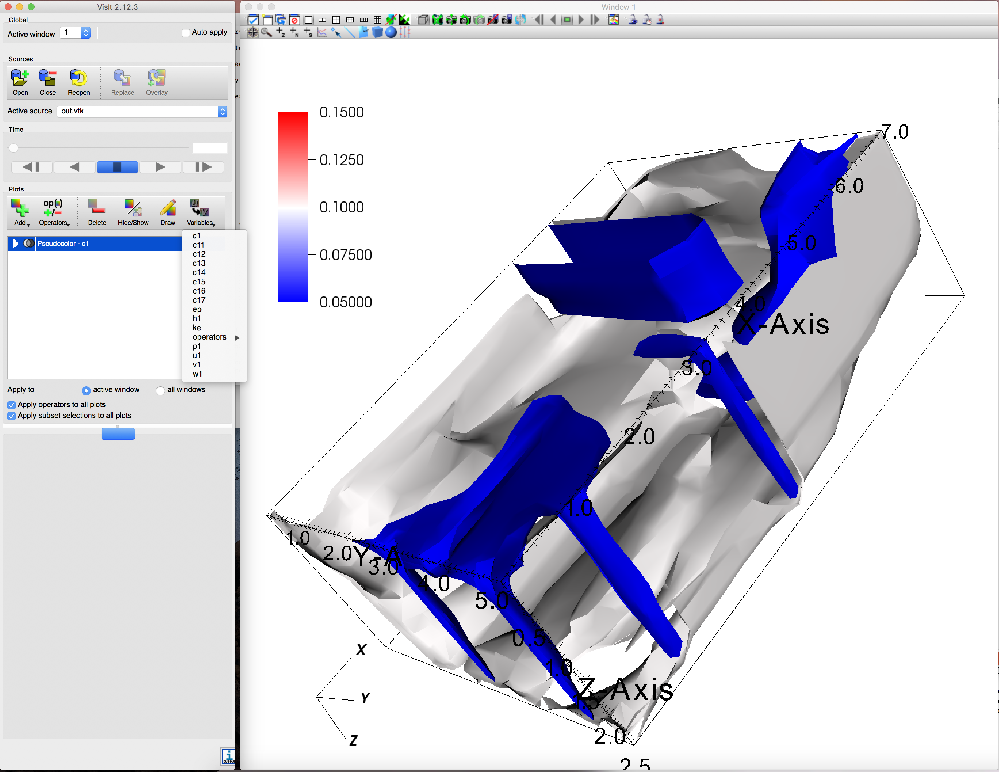 VisIt 2.12.3
Global
Active window 1 Auto apply
Sources
Open Close Reopen Replace Overlay
Active source out.vtk
Time
Plots
op(
Add Operators Delete Hide/Show Draw Variables
Pseudocolor - c1
c1
c11
c12
c13
c14
c15
c16
c17
ep
h1
ke
operators
p1
u1
v1
w1
Apply to active window all windows
Apply operators to all plots
Apply subset selections to all plots
i
OUTPUT
Window 1
0.1500
0.1250
0.1000
0.07500
0.05000
7.0
6.0
5.0
4.0
X-Axis
3.0
2.0
1.0
1.0
2.0
Y-A
3.0
4.0
5.0
0.5
1.0
Z-Axis
1.5
2.0
2.5
X
Y
Z